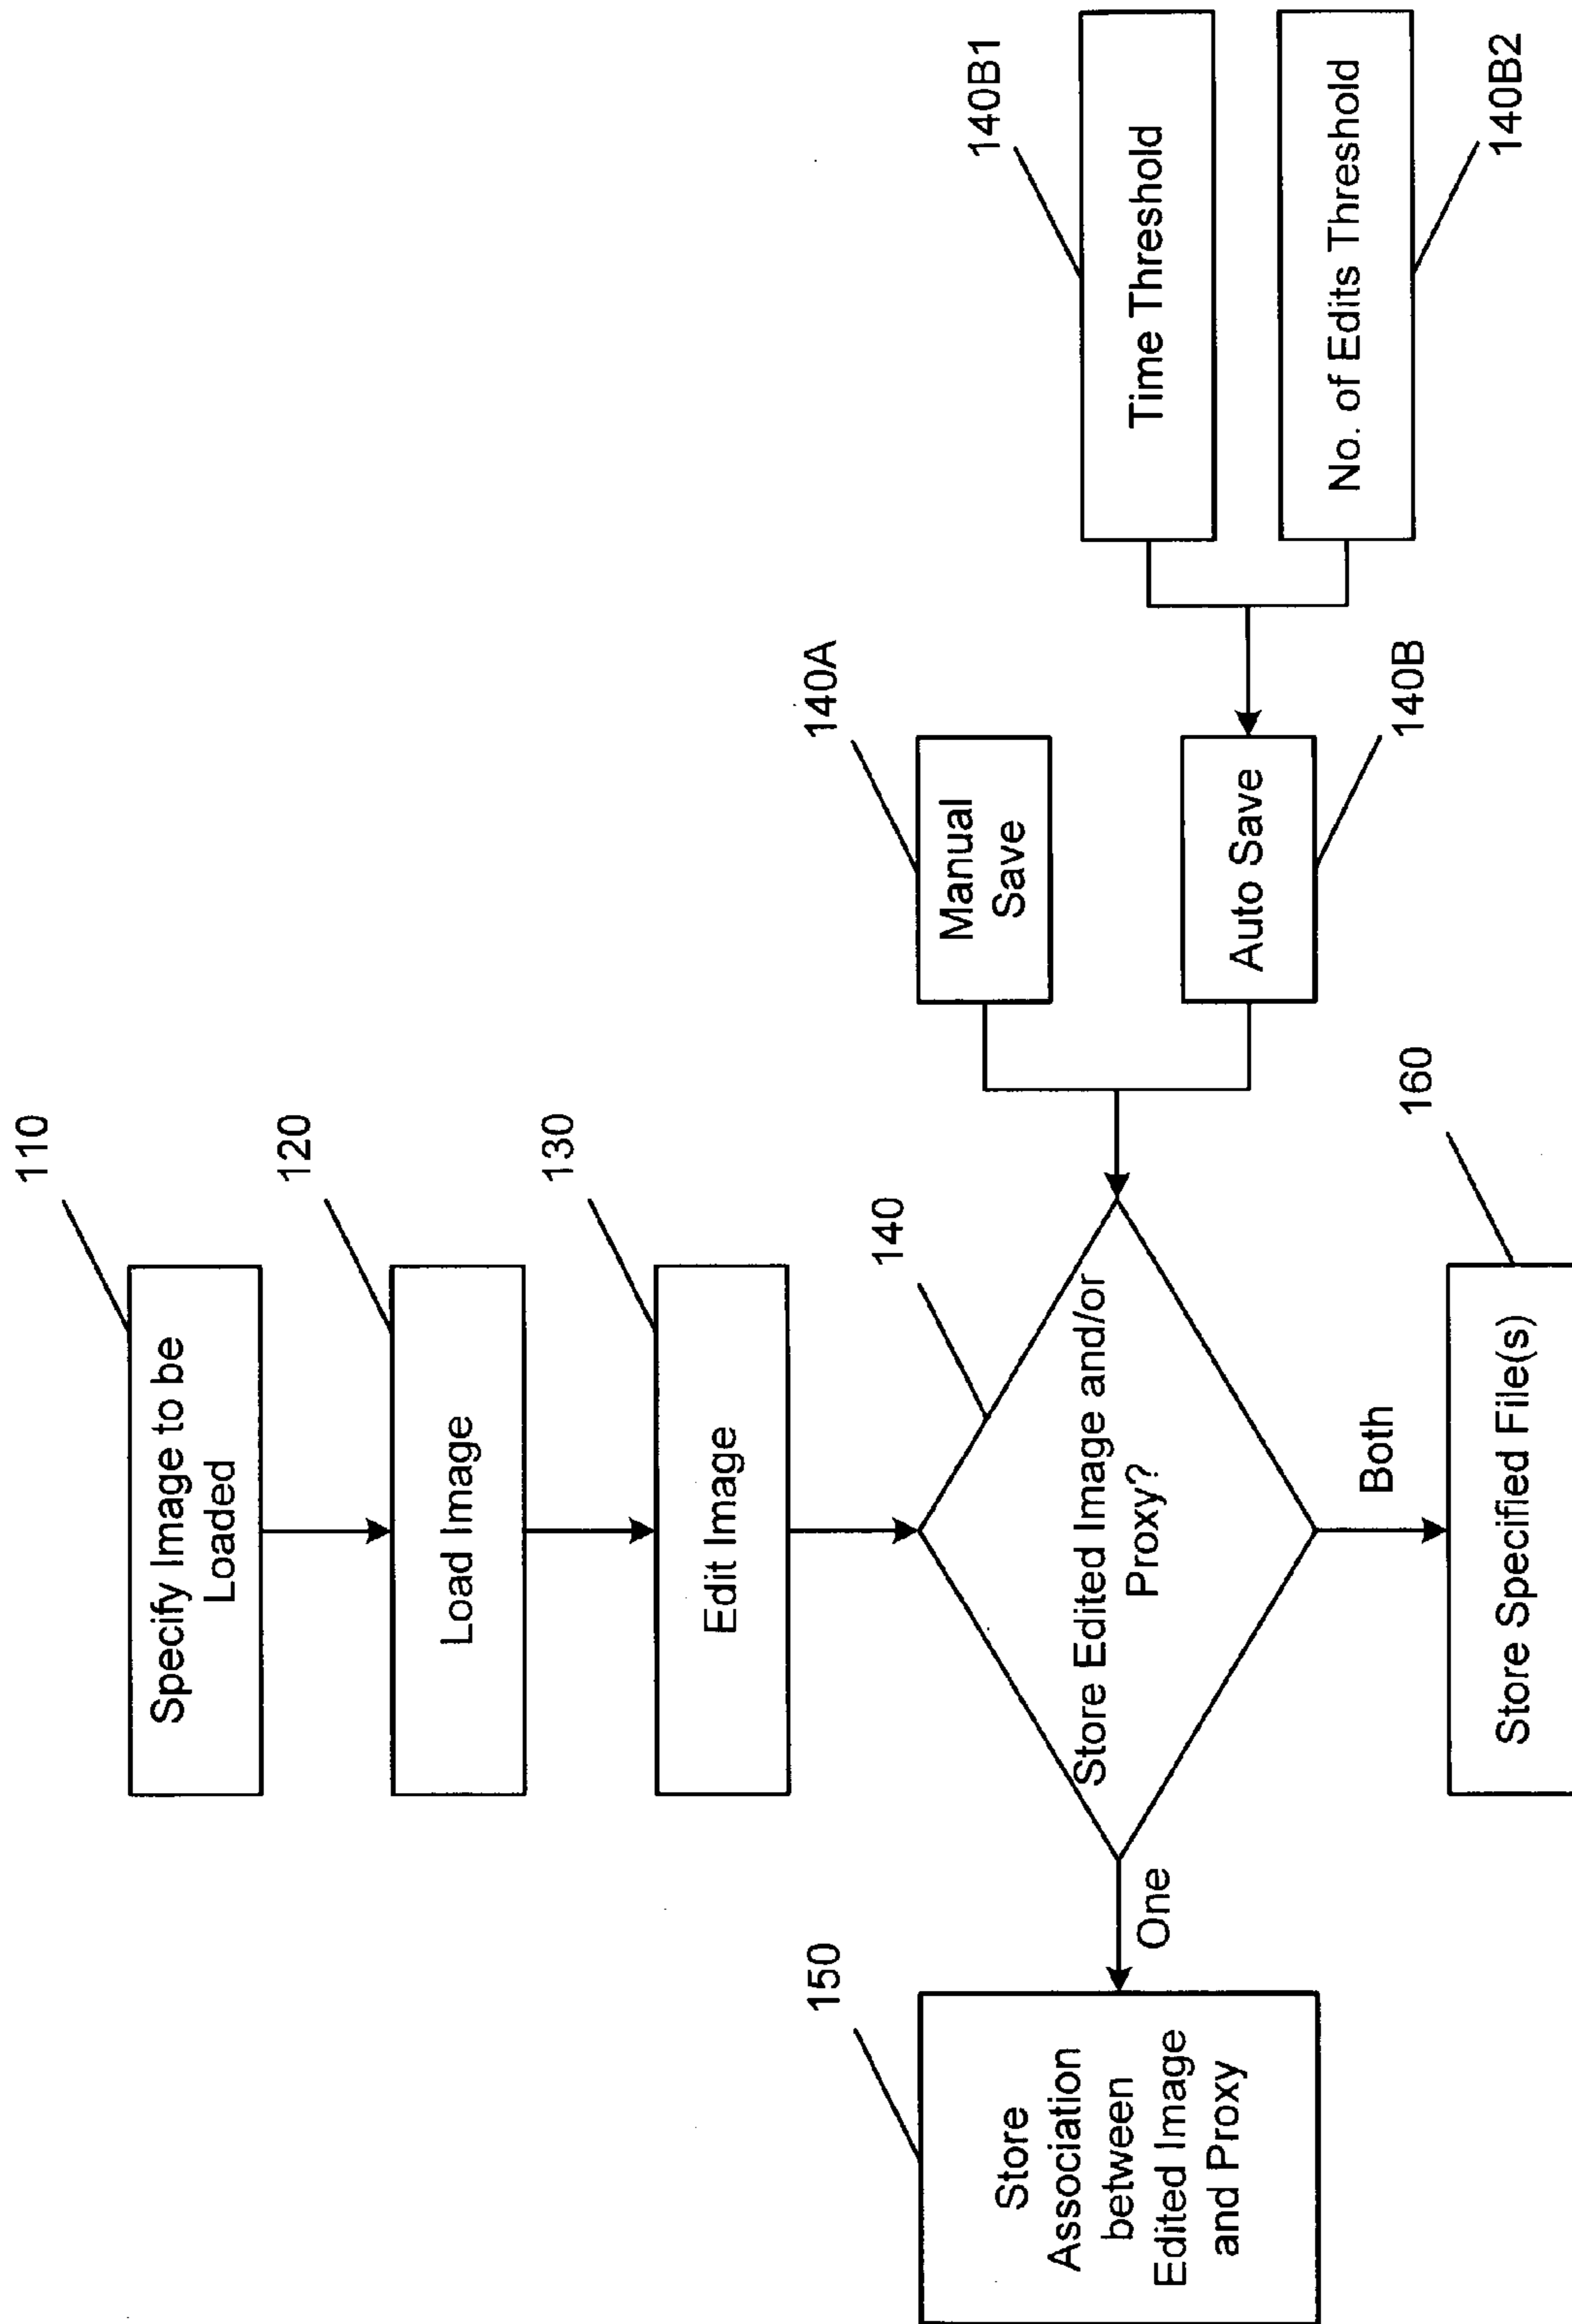 110
Specify Image to be
Loaded
120
Load Image
130
Edit Image
140
Store Edited Image and/or
Proxy?
140A
Manual
Save
140B
Auto Save
140B1
Time Threshold
140B2
No. of Edits Threshold
One
150
Store
Association
between
Edited Image
and Proxy
Both
160
Store Specified File(s)